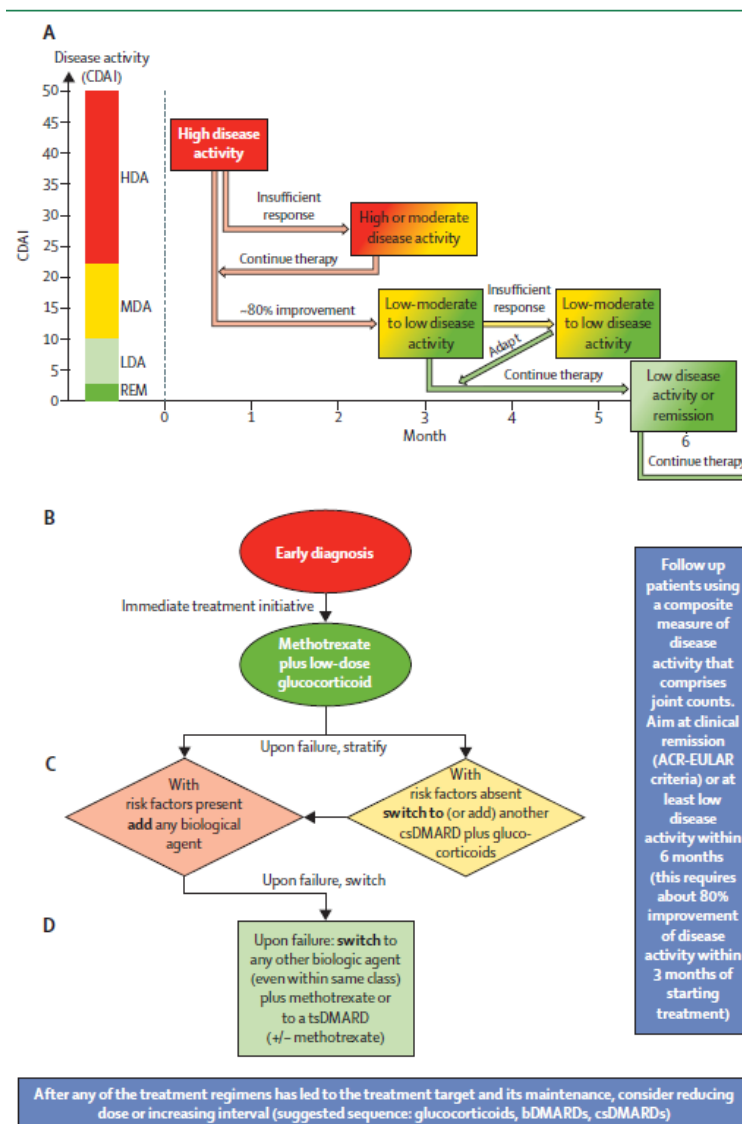 A
Disease activity
(CDAI)
50
45
40
35
30
25
20
15
10
5
0
CDAI
HDA
MDA
LDA
REM
High disease
activity
Insufficient
response
High or moderate
disease activity
Continue therapy
~80% improvement
Low-moderate
to low disease
activity
Insufficient
response
Low-moderate
to low disease
activity
Adapt
Continue therapy
Low disease
activity or
remission
0
1
2
3
4
5
6
Month
Continue therapy
B
Early diagnosis
Immediate treatment initiative
Methotrexate
plus low-dose
glucocorticoid
Upon failure, stratify
C
With
risk factors present
add any biological
agent
With
risk factors absent
switch to (or add) another
csDMARD plus gluco-
corticoids
Upon failure, switch
D
Upon failure: switch to
any other biologic agent
(even within same class)
plus methotrexate or
to a tsDMARD
(+/– methotrexate)
Follow up
patients using
a composite
measure of
disease
activity that
comprises
joint counts.
Aim at clinical
remission
(ACR-EULAR
criteria) or at
least low
disease
activity within
6 months
(this requires
about 80%
improvement
of disease
activity within
3 months of
starting
treatment)
After any of the treatment regimens has led to the treatment target and its maintenance, consider reducing
dose or increasing interval (suggested sequence: glucocorticoids, bDMARDs, csDMARDs)